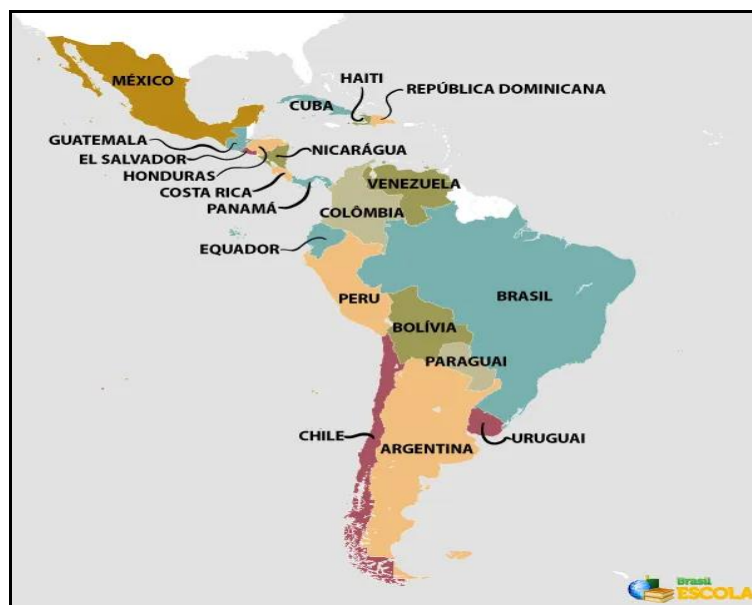 MÉXICO
HAITI
CUBA
REPÚBLICA DOMINICANA
GUATEMALA
EL SALVADOR
HONDURAS
NICARÁGUA
COSTA RICA
PANAMÁ
VENEZUELA
COLÔMBIA
EQUADOR
PERU
BRASIL
BOLÍVIA
PARAGUAI
CHILE
ARGENTINA
URUGUAI
Brasil
ESCOLA